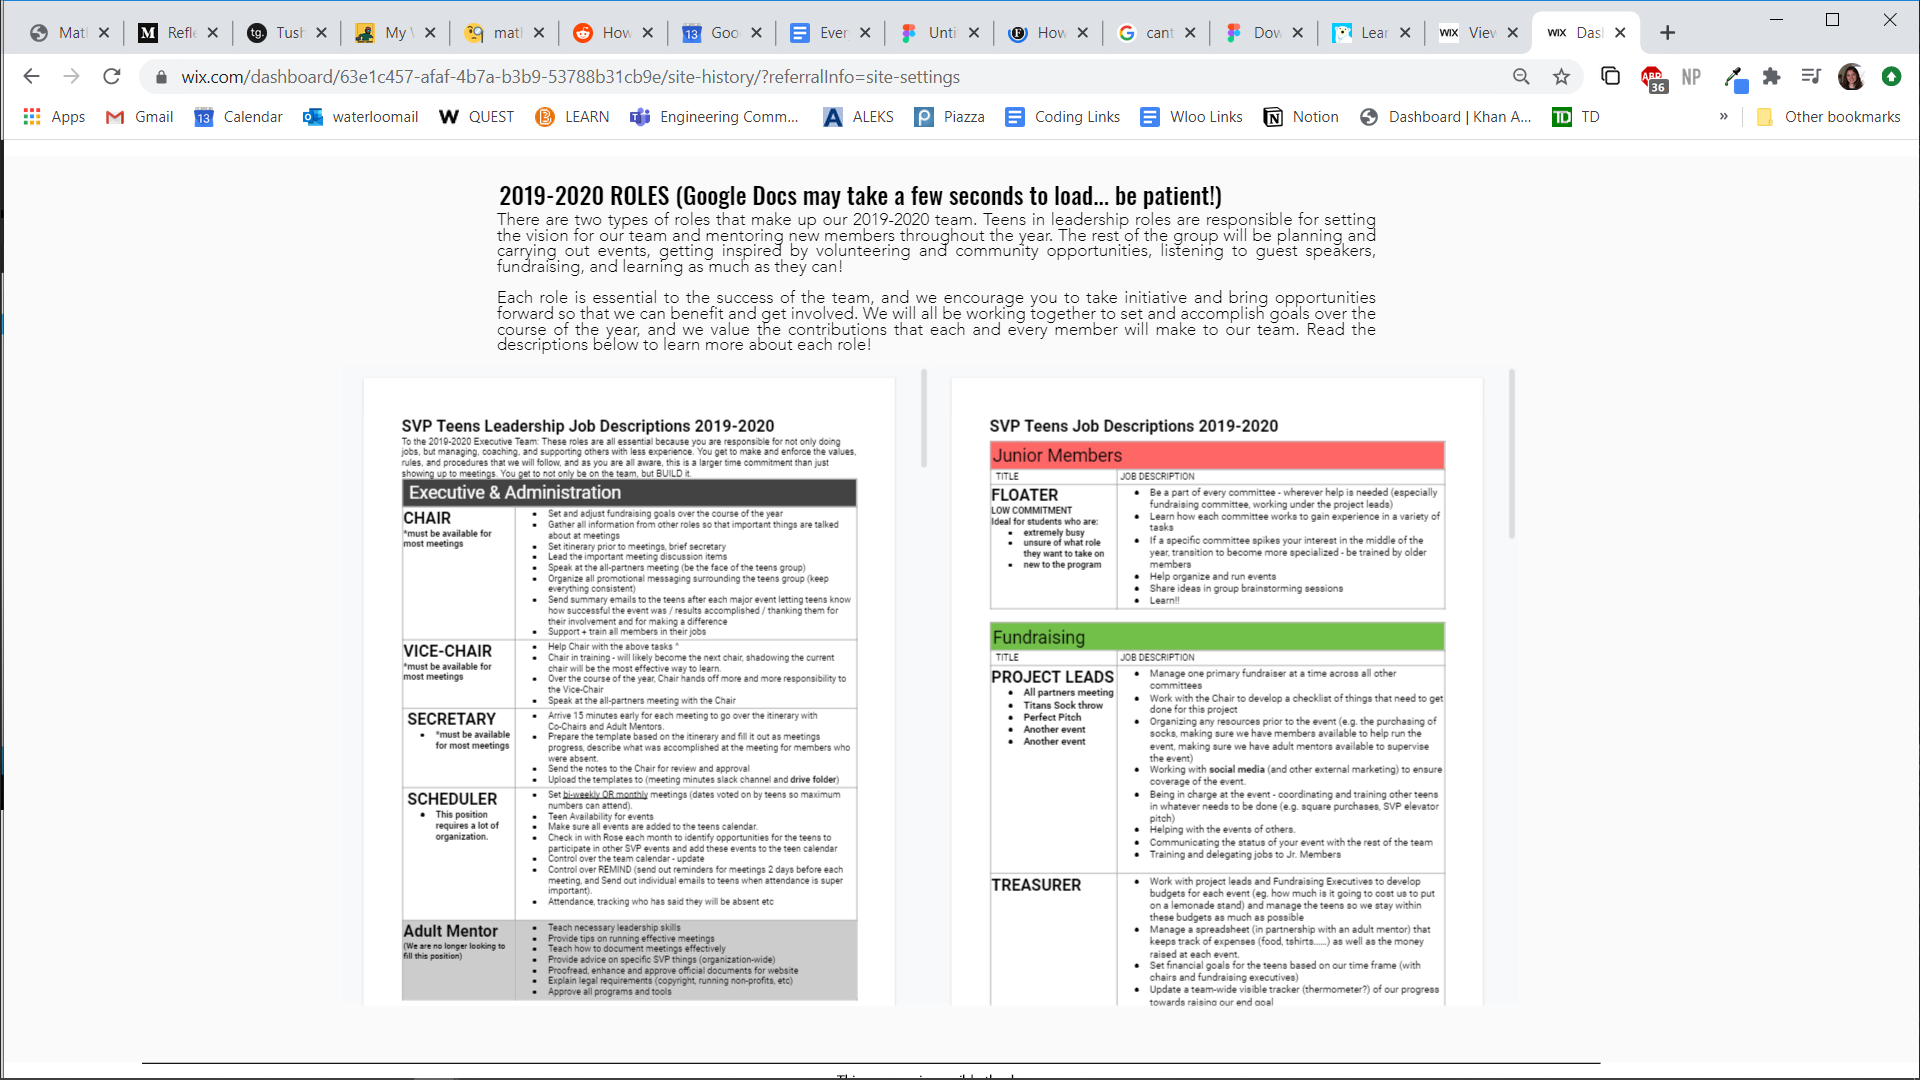 Mat
Refle
Tush
My \
matl
How
Goo
Ever
Unti
How
cant
Dow
Lear
WIX View
WIX Dasl
wix.com/dashboard/63e1c457-afaf-4b7a-b3b9-53788b31cb9e/site-history/?referralInfo=site-settings
ABP 36 NP
Apps
Gmail
Calendar
waterloomail
W QUEST
LEARN
Engineering Comm...
ALEKS
Piazza
Coding Links
Wloo Links
Notion
Dashboard | Khan A...
TD
»
Other bookmarks
2019-2020 ROLES (Google Docs may take a few seconds to load... be patient!)
There are two types of roles that make up our 2019-2020 team. Teens in leadership roles are responsible for setting
the vision for our team and mentoring new members throughout the year. The rest of the group will be planning and
carrying out events, getting inspired by volunteering and community opportunities, listening to guest speakers,
fundraising, and learning as much as they can!
Each role is essential to the success of the team, and we encourage you to take initiative and bring opportunities
forward so that we can benefit and get involved. We will all be working together to set and accomplish goals over the
course of the year, and we value the contributions that each and every member will make to our team. Read the
descriptions below to learn more about each role!
SVP Teens Leadership Job Descriptions 2019-2020
To the 2019-2020 Executive Team: These roles are all essential because you are responsible for not only doing
jobs, but managing, coaching, and supporting others with less experience. You get to make and enforce the values,
rules, and procedures that we will follow, and as you are all aware, this is a larger time commitment than just
showing up to meetings. You get to not only be on the team, but BUILD it.
Executive & Administration
CHAIR
*must be available for
most meetings
• Set and adjust fundraising goals over the course of the year
• Gather all information from other roles so that important things are talked
about at meetings
• Set itinerary prior to meetings, brief secretary
• Lead the important meeting discussion items
• Speak at the all-partners meeting (be the face of the teens group)
• Organize all promotional messaging surrounding the teens group (keep
everything consistent)
• Send summary emails to the teens after each major event letting teens know
how successful the event was / results accomplished / thanking them for
their involvement and for making a difference
• Support + train all members in their jobs
VICE-CHAIR
*must be available for
most meetings
• Help Chair with the above tasks ^
• Chair in training - will likely become the next chair, shadowing the current
chair will be the most effective way to learn.
• Over the course of the year, Chair hands off more and more responsibility to
the Vice-Chair
• Speak at the all-partners meeting with the Chair
SECRETARY
• *must be available
for most meetings
• Arrive 15 minutes early for each meeting to go over the itinerary with
Co-Chairs and Adult Mentors.
• Prepare the template based on the itinerary and fill it out as meetings
progress, describe what was accomplished at the meeting for members who
were absent.
• Send the notes to the Chair for review and approval
• Upload the templates to (meeting minutes slack channel and drive folder)
SCHEDULER
• This position
requires a lot of
organization.
• Set bi-weekly OR monthly meetings (dates voted on by teens so maximum
numbers can attend).
• Teen Availability for events
• Make sure all events are added to the teens calendar.
• Check in with Rose each month to identify opportunities for the teens to
participate in other SVP events and add these events to the teen calendar
• Control over the team calendar - update
• Control over REMIND (send out reminders for meetings 2 days before each
meeting, and Send out individual emails to teens when attendance is super
important).
• Attendance, tracking who has said they will be absent etc
Adult Mentor
(We are no longer looking to
fill this position)
• Teach necessary leadership skills
• Provide tips on running effective meetings
• Teach how to document meetings effectively
• Provide advice on specific SVP things (organization-wide)
• Proofread, enhance and approve official documents for website
• Explain legal requirements (copyright, running non-profits, etc)
• Approve all programs and tools
SVP Teens Job Descriptions 2019-2020
Junior Members
TITLE
JOB DESCRIPTION
FLOATER
LOW COMMITMENT
Ideal for students who are:
• extremely busy
• unsure of what role
they want to take on
• new to the program
• Be a part of every committee - wherever help is needed (especially
fundraising committee, working under the project leads)
• Learn how each committee works to gain experience in a variety of
tasks
• If a specific committee spikes your interest in the middle of the
year, transition to become more specialized - be trained by older
members
• Help organize and run events
• Share ideas in group brainstorming sessions
• Learn!!
Fundraising
TITLE
JOB DESCRIPTION
PROJECT LEADS
• All partners meeting
• Titans Sock throw
• Perfect Pitch
• Another event
• Another event
• Manage one primary fundraiser at a time across all other
committees
• Work with the Chair to develop a checklist of things that need to get
done for this project
• Organizing any resources prior to the event (e.g. the purchasing of
socks, making sure we have members available to help run the
event, making sure we have adult mentors available to supervise
the event)
• Working with social media (and other external marketing) to ensure
coverage of the event.
• Being in charge at the event - coordinating and training other teens
in whatever needs to be done (e.g. square purchases, SVP elevator
pitch)
• Helping with the events of others.
• Communicating the status of your event with the rest of the team
• Training and delegating jobs to Jr. Members
TREASURER
• Work with project leads and Fundraising Executives to develop
budgets for each event (eg. how much is it going to cost us to put
on a lemonade stand) and manage the teens so we stay within
these budgets as much as possible
• Manage a spreadsheet (in partnership with an adult mentor) that
keeps track of expenses (food, tshirts.....) as well as the money
raised at each event.
• Set financial goals for the teens based on our time frame (with
chairs and fundraising executives)
• Update a team-wide visible tracker (thermometer?) of our progress
towards raising our end goal